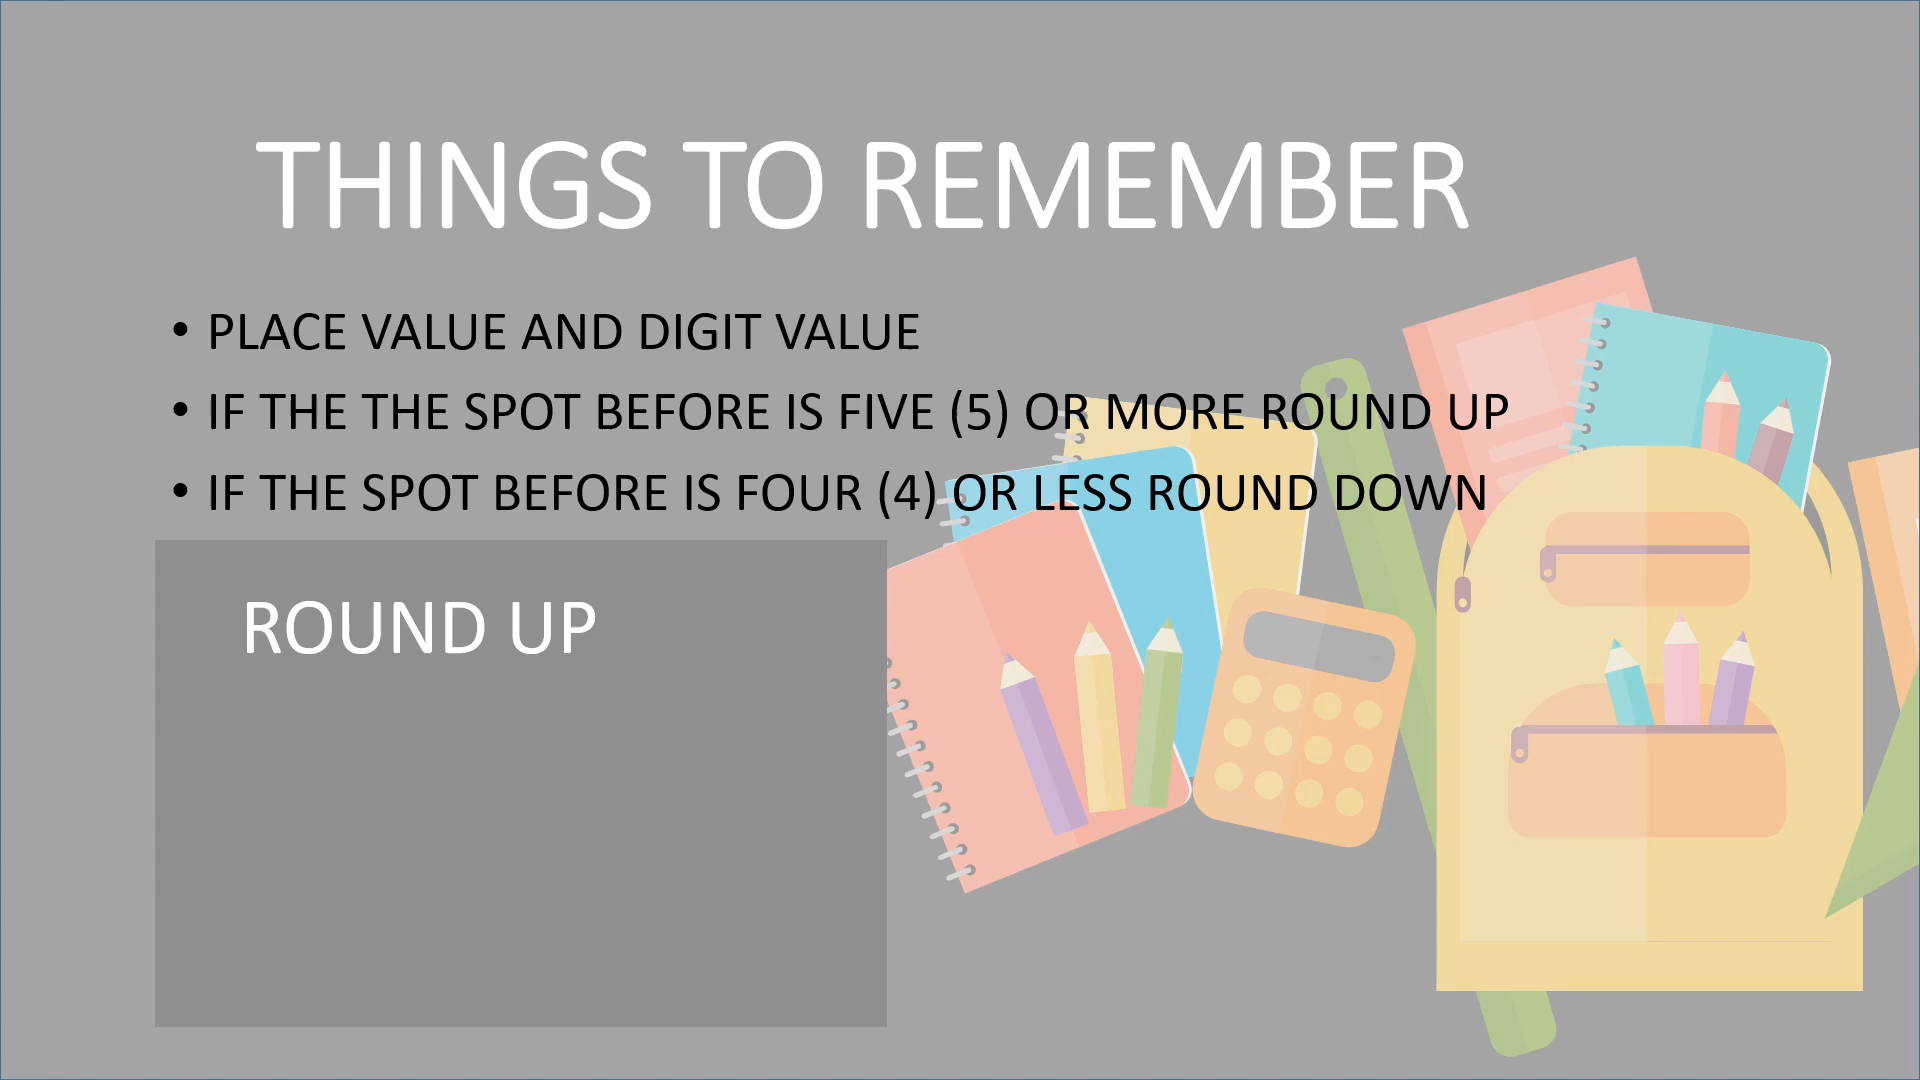 THINGS TO REMEMBER
• PLACE VALUE AND DIGIT VALUE
• IF THE THE SPOT BEFORE IS FIVE (5) OR MORE ROUND UP
• IF THE SPOT BEFORE IS FOUR (4) OR LESS ROUND DOWN
ROUND UP